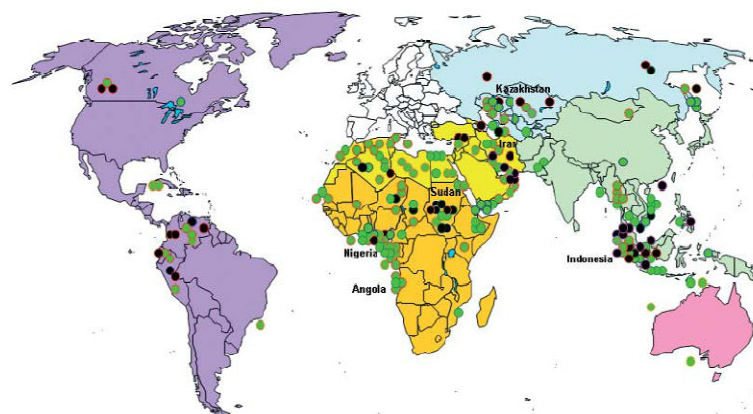 Kazakhstan
Iran
Sudan
Nigeria
Indonesia
Angola